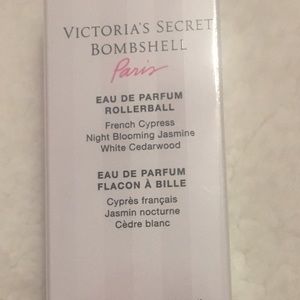 VICTORIA'S SECRET
BOMBSHELL
Paris
EAU DE PARFUM
ROLLERBALL
French Cypress
Night Blooming Jasmine
White Cedarwood
EAU DE PARFUM
FLACON À BILLE
Cyprès français
Jasmin nocturne
Cèdre blanc